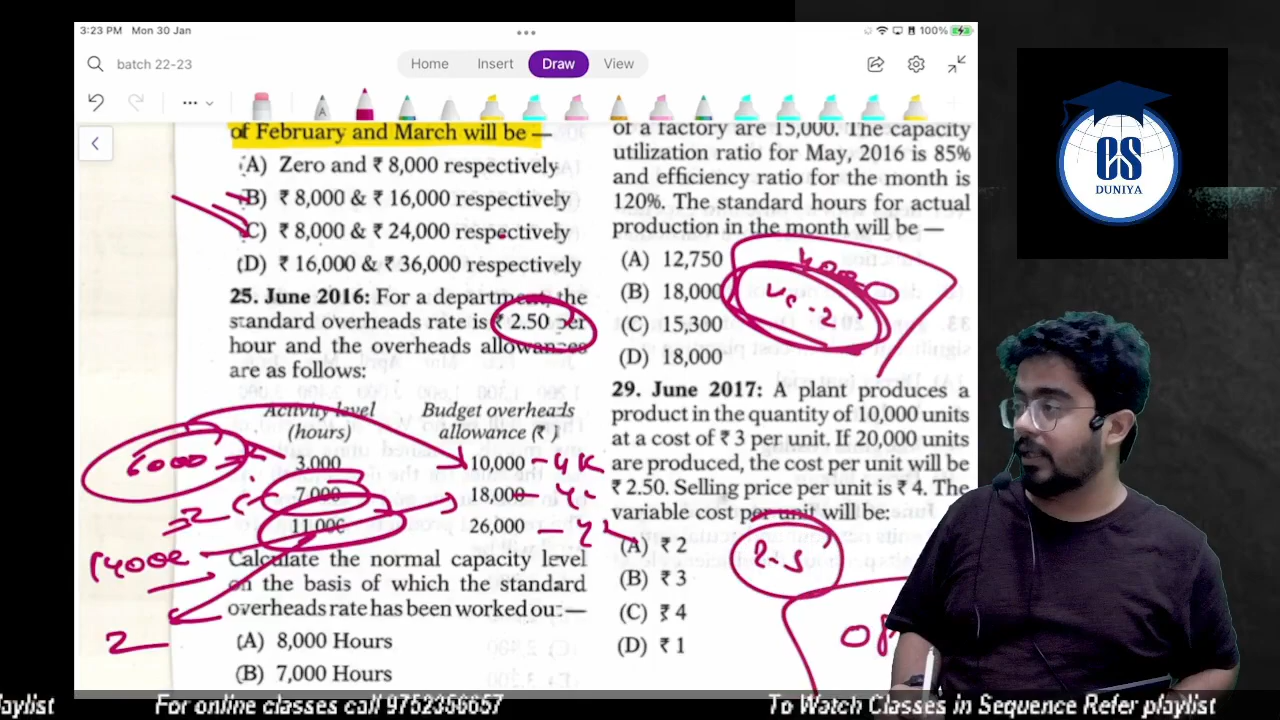 3:23 PM Mon 30 Jan
100%
batch 22-23
Home Insert Draw View
of February and March will be —
(A) Zero and ₹ 8,000 respectively
(B) ₹ 8,000 & ₹ 16,000 respectively
(C) ₹ 8,000 & ₹ 24,000 respectively
(D) ₹ 16,000 & ₹ 36,000 respectively
25. June 2016: For a department, the
standard overheads rate is ₹ 2.50 per
hour and the overheads allowances
are as follows:
Activity level Budget overheads
(hours) allowance (₹)
6000 3,000 10,000 – 4K
7,000 18,000
=2 11,000 26,000
14000
Calculate the normal capacity level
on the basis of which the standard
overheads rate has been worked out —
2
(A) 8,000 Hours
(B) 7,000 Hours
of a factory are 15,000. The capacity
utilization ratio for May, 2016 is 85%
and efficiency ratio for the month is
120%. The standard hours for actual
production in the month will be —
(A) 12,750
(B) 18,000
(C) 15,300
(D) 18,000
29. June 2017: A plant produces a
product in the quantity of 10,000 units
at a cost of ₹ 3 per unit. If 20,000 units
are produced, the cost per unit will be
₹ 2.50. Selling price per unit is ₹ 4. The
variable cost per unit will be:
(A) ₹ 2
2.5
(B) ₹ 3
(C) ₹ 4
(D) ₹ 1
CS
DUNIYA
aylist For online classes call 9752356657 To Watch Classes in Sequence Refer playlist